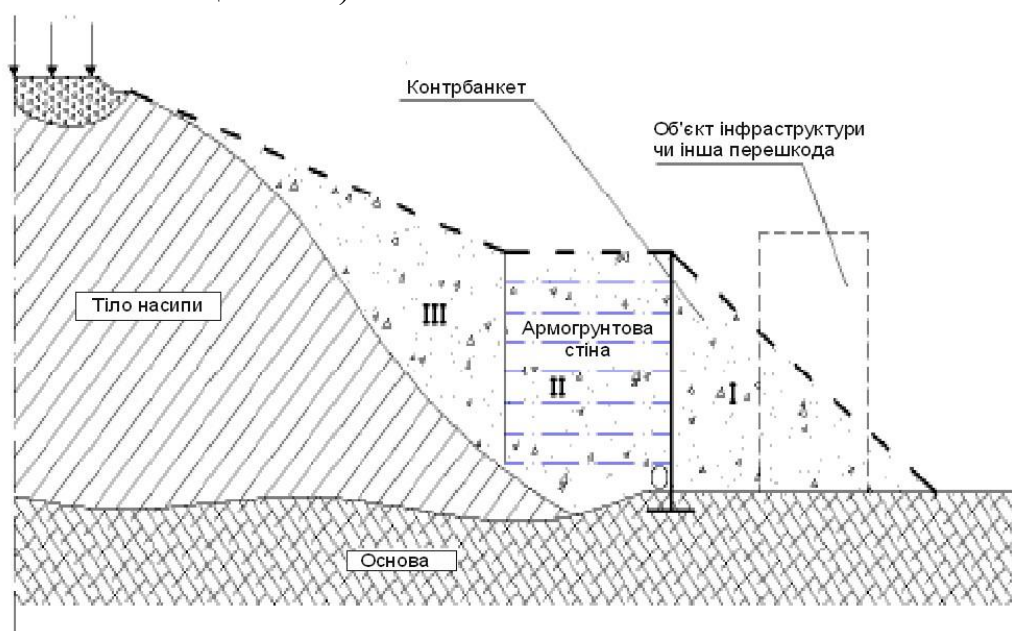 )
Контрбанкет
Об'єкт інфраструктури
чи інша перешкода
Тіло насипи
III
Армогрунтова
стіна
II
I
Основа